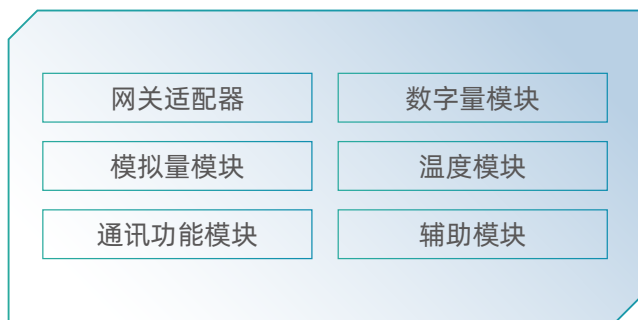 网关适配器
数字量模块
模拟量模块
温度模块
通讯功能模块
辅助模块